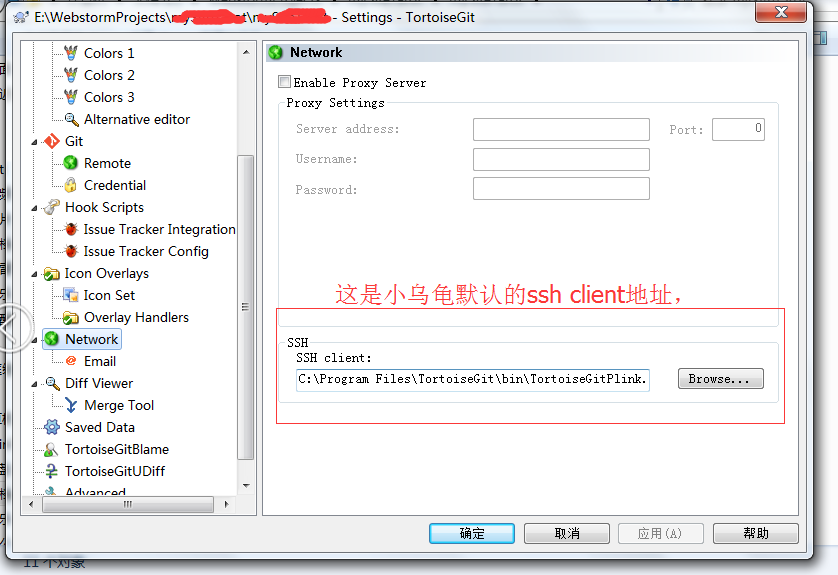 E:\WebstormProjects\ - Settings - TortoiseGit
Colors 1
Colors 2
Colors 3
Alternative editor
Git
Remote
Credential
Hook Scripts
Issue Tracker Integration
Issue Tracker Config
Icon Overlays
Icon Set
Overlay Handlers
Network
Email
Diff Viewer
Merge Tool
Saved Data
TortoiseGitBlame
TortoiseGitUDiff
Advanced
Network
Enable Proxy Server
Proxy Settings
Server address:
Port: 0
Username:
Password:
这是小乌龟默认的ssh client地址，
SSH
SSH client:
C:\Program Files\TortoiseGit\bin\TortoiseGitPlink.
Browse...
确定
取消
应用(A)
帮助
11 个对象